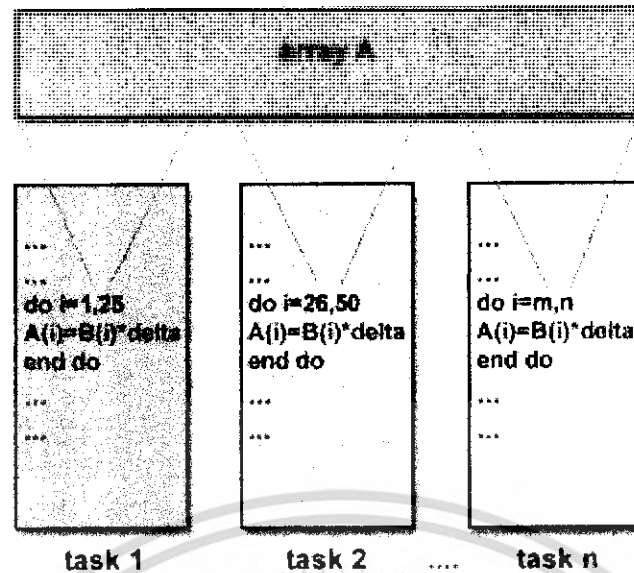 array A
...
...
do i=1,25
A(i)=B(i)*delta
end do
...
...
task 1
...
...
do i=26,50
A(i)=B(i)*delta
end do
...
...
task 2
....
...
...
do i=m,n
A(i)=B(i)*delta
end do
...
...
task n